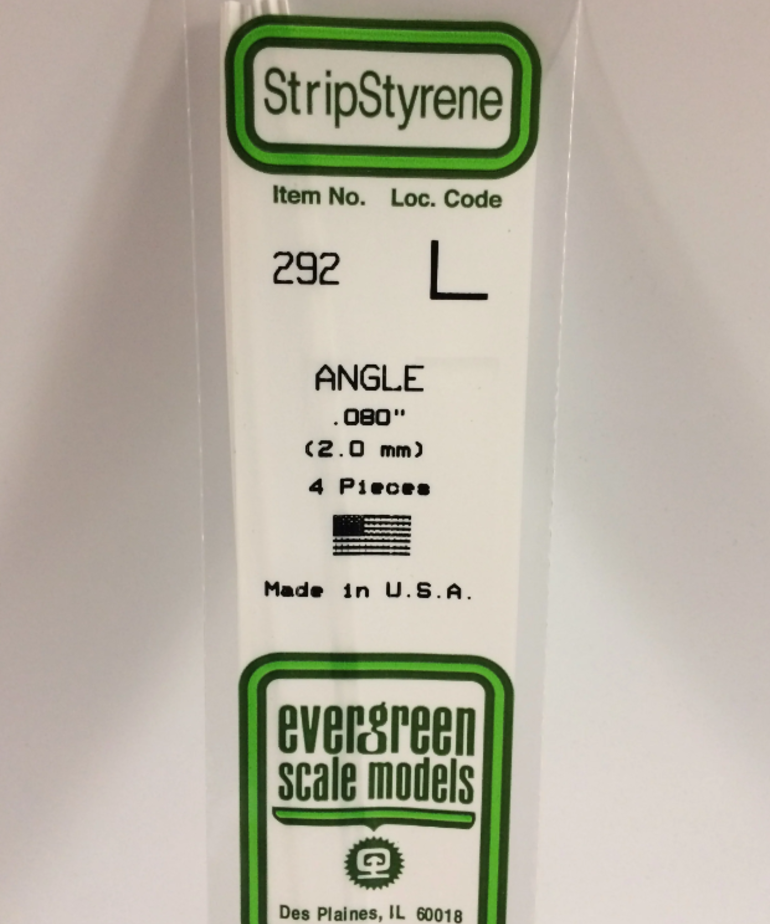 StripStyrene
Item No. Loc. Code
292 L
ANGLE
.080"
(2.0 mm)
4 Pieces
Made in U.S.A.
evergreen
scale models
Des Plaines, IL 60018